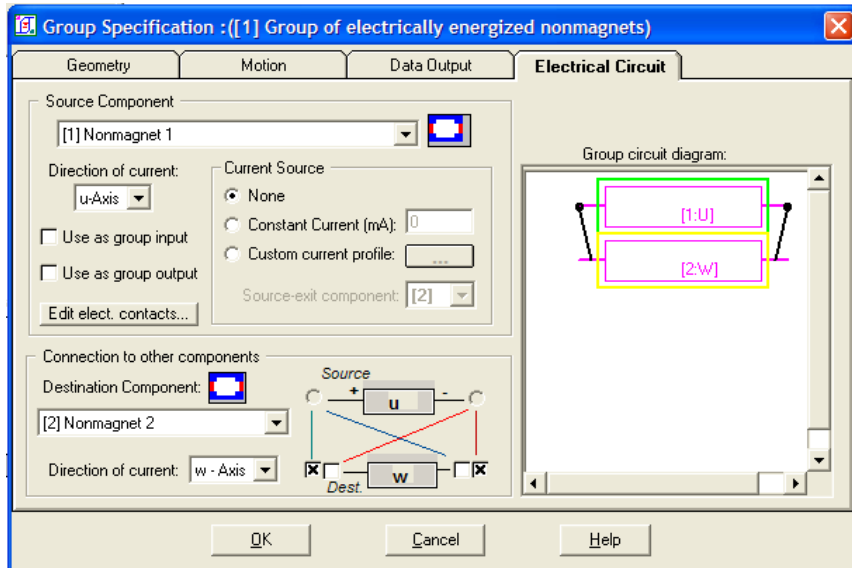 Group Specification :([1] Group of electrically energized nonmagnets)
Geometry Motion Data Output Electrical Circuit
Source Component
[1] Nonmagnet 1
Direction of current:
u-Axis
Use as group input
Use as group output
Edit elect. contacts...
Current Source
None
Constant Current (mA): 0
Custom current profile: ...
Source-exit component: [2]
Group circuit diagram:
[1:U]
[2:W]
Connection to other components
Destination Component:
[2] Nonmagnet 2
Direction of current: w - Axis
Source
+ u -
w
Dest.
OK Cancel Help